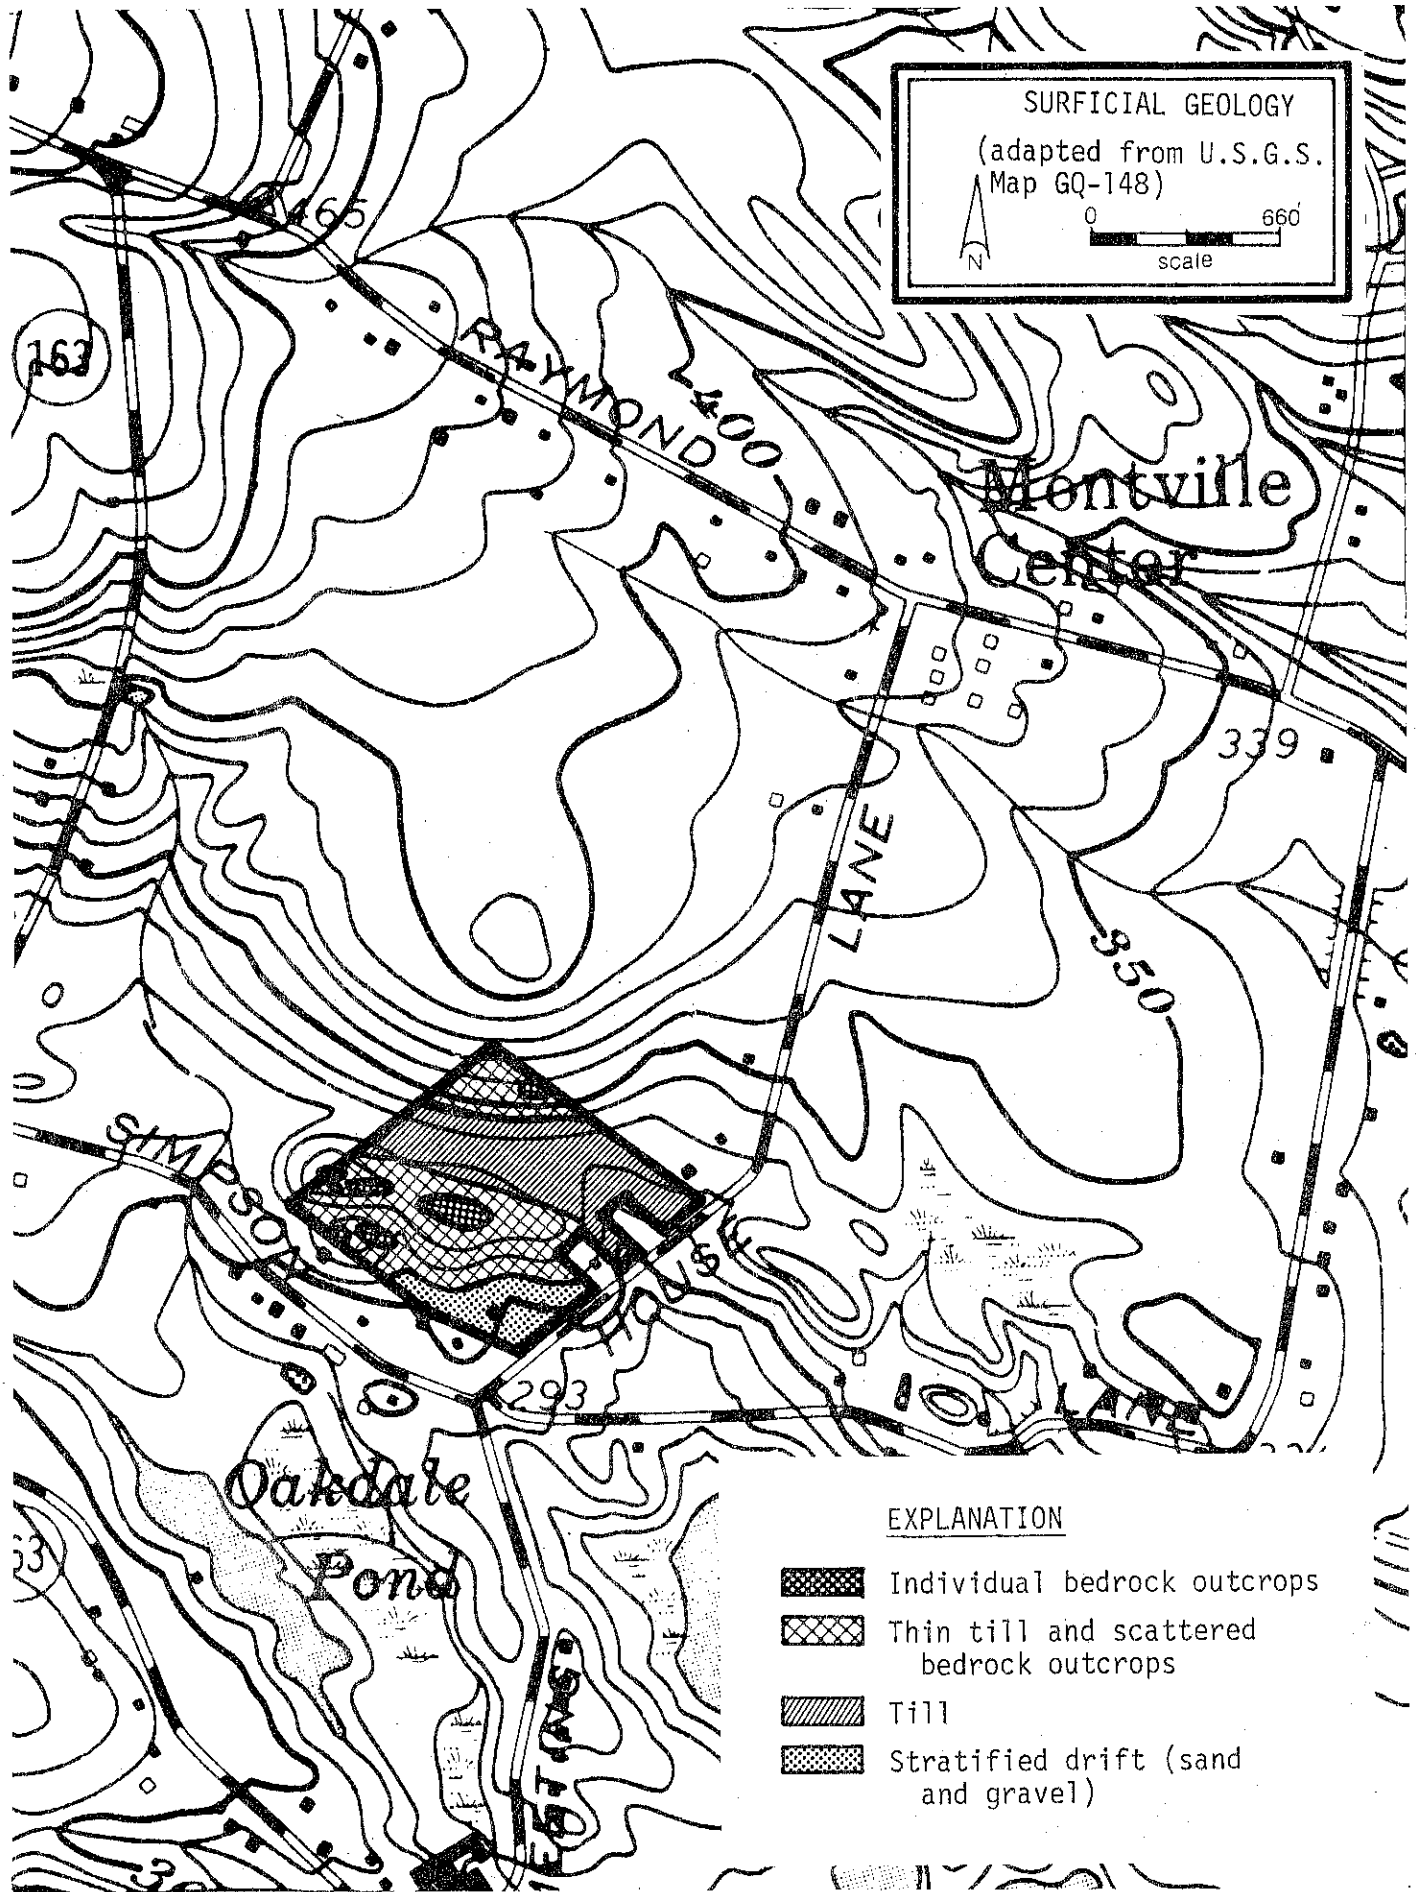 SURFICIAL GEOLOGY
(adapted from U.S.G.S.
Map GQ-148)
0 660'
scale
N
465
163
RAYMOND
400
Montville
Center
339
LANE
350
SIMPSON
HOUSE
293
LANE
Oakdale
Pond
63
EXPLANATION
Individual bedrock outcrops
Thin till and scattered
bedrock outcrops
Till
Stratified drift (sand
and gravel)